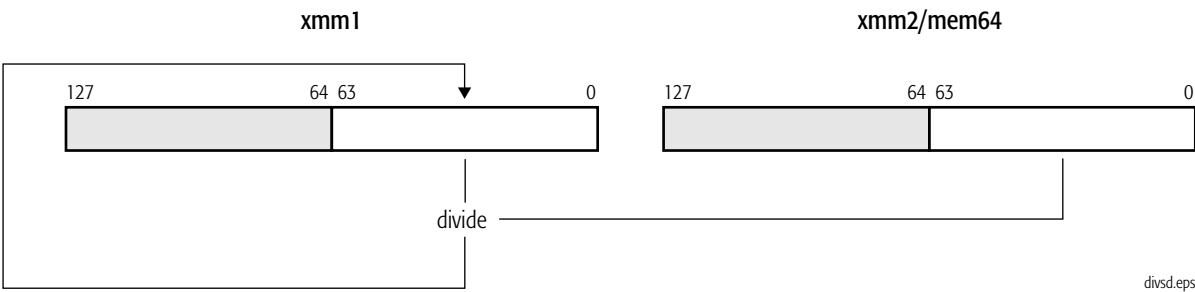 xmm1 xmm2/mem64
127 64 63 0 127 64 63 0
divide
divsd.eps